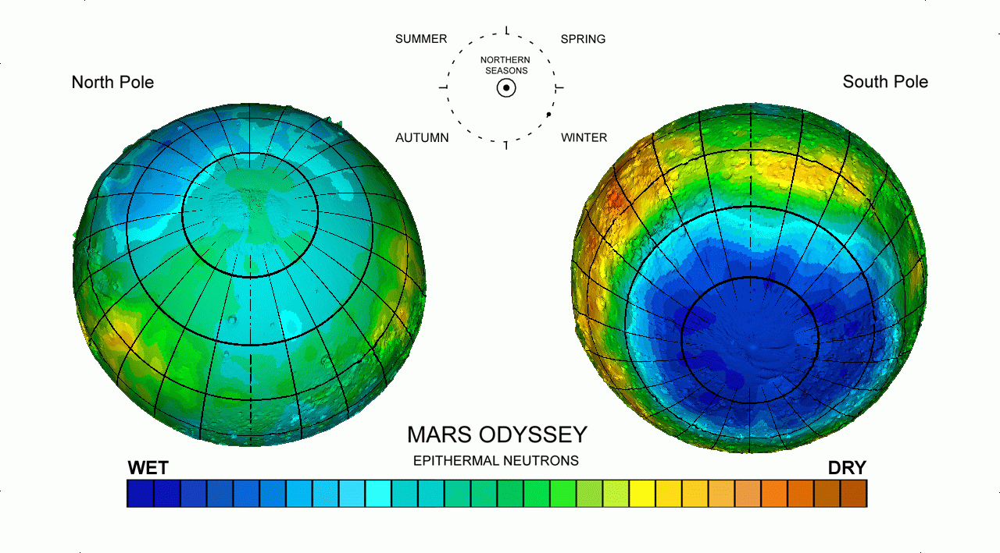 SUMMER
SPRING
NORTHERN
SEASONS
North Pole
South Pole
AUTUMN
WINTER
MARS ODYSSEY
EPITHERMAL NEUTRONS
WET
DRY